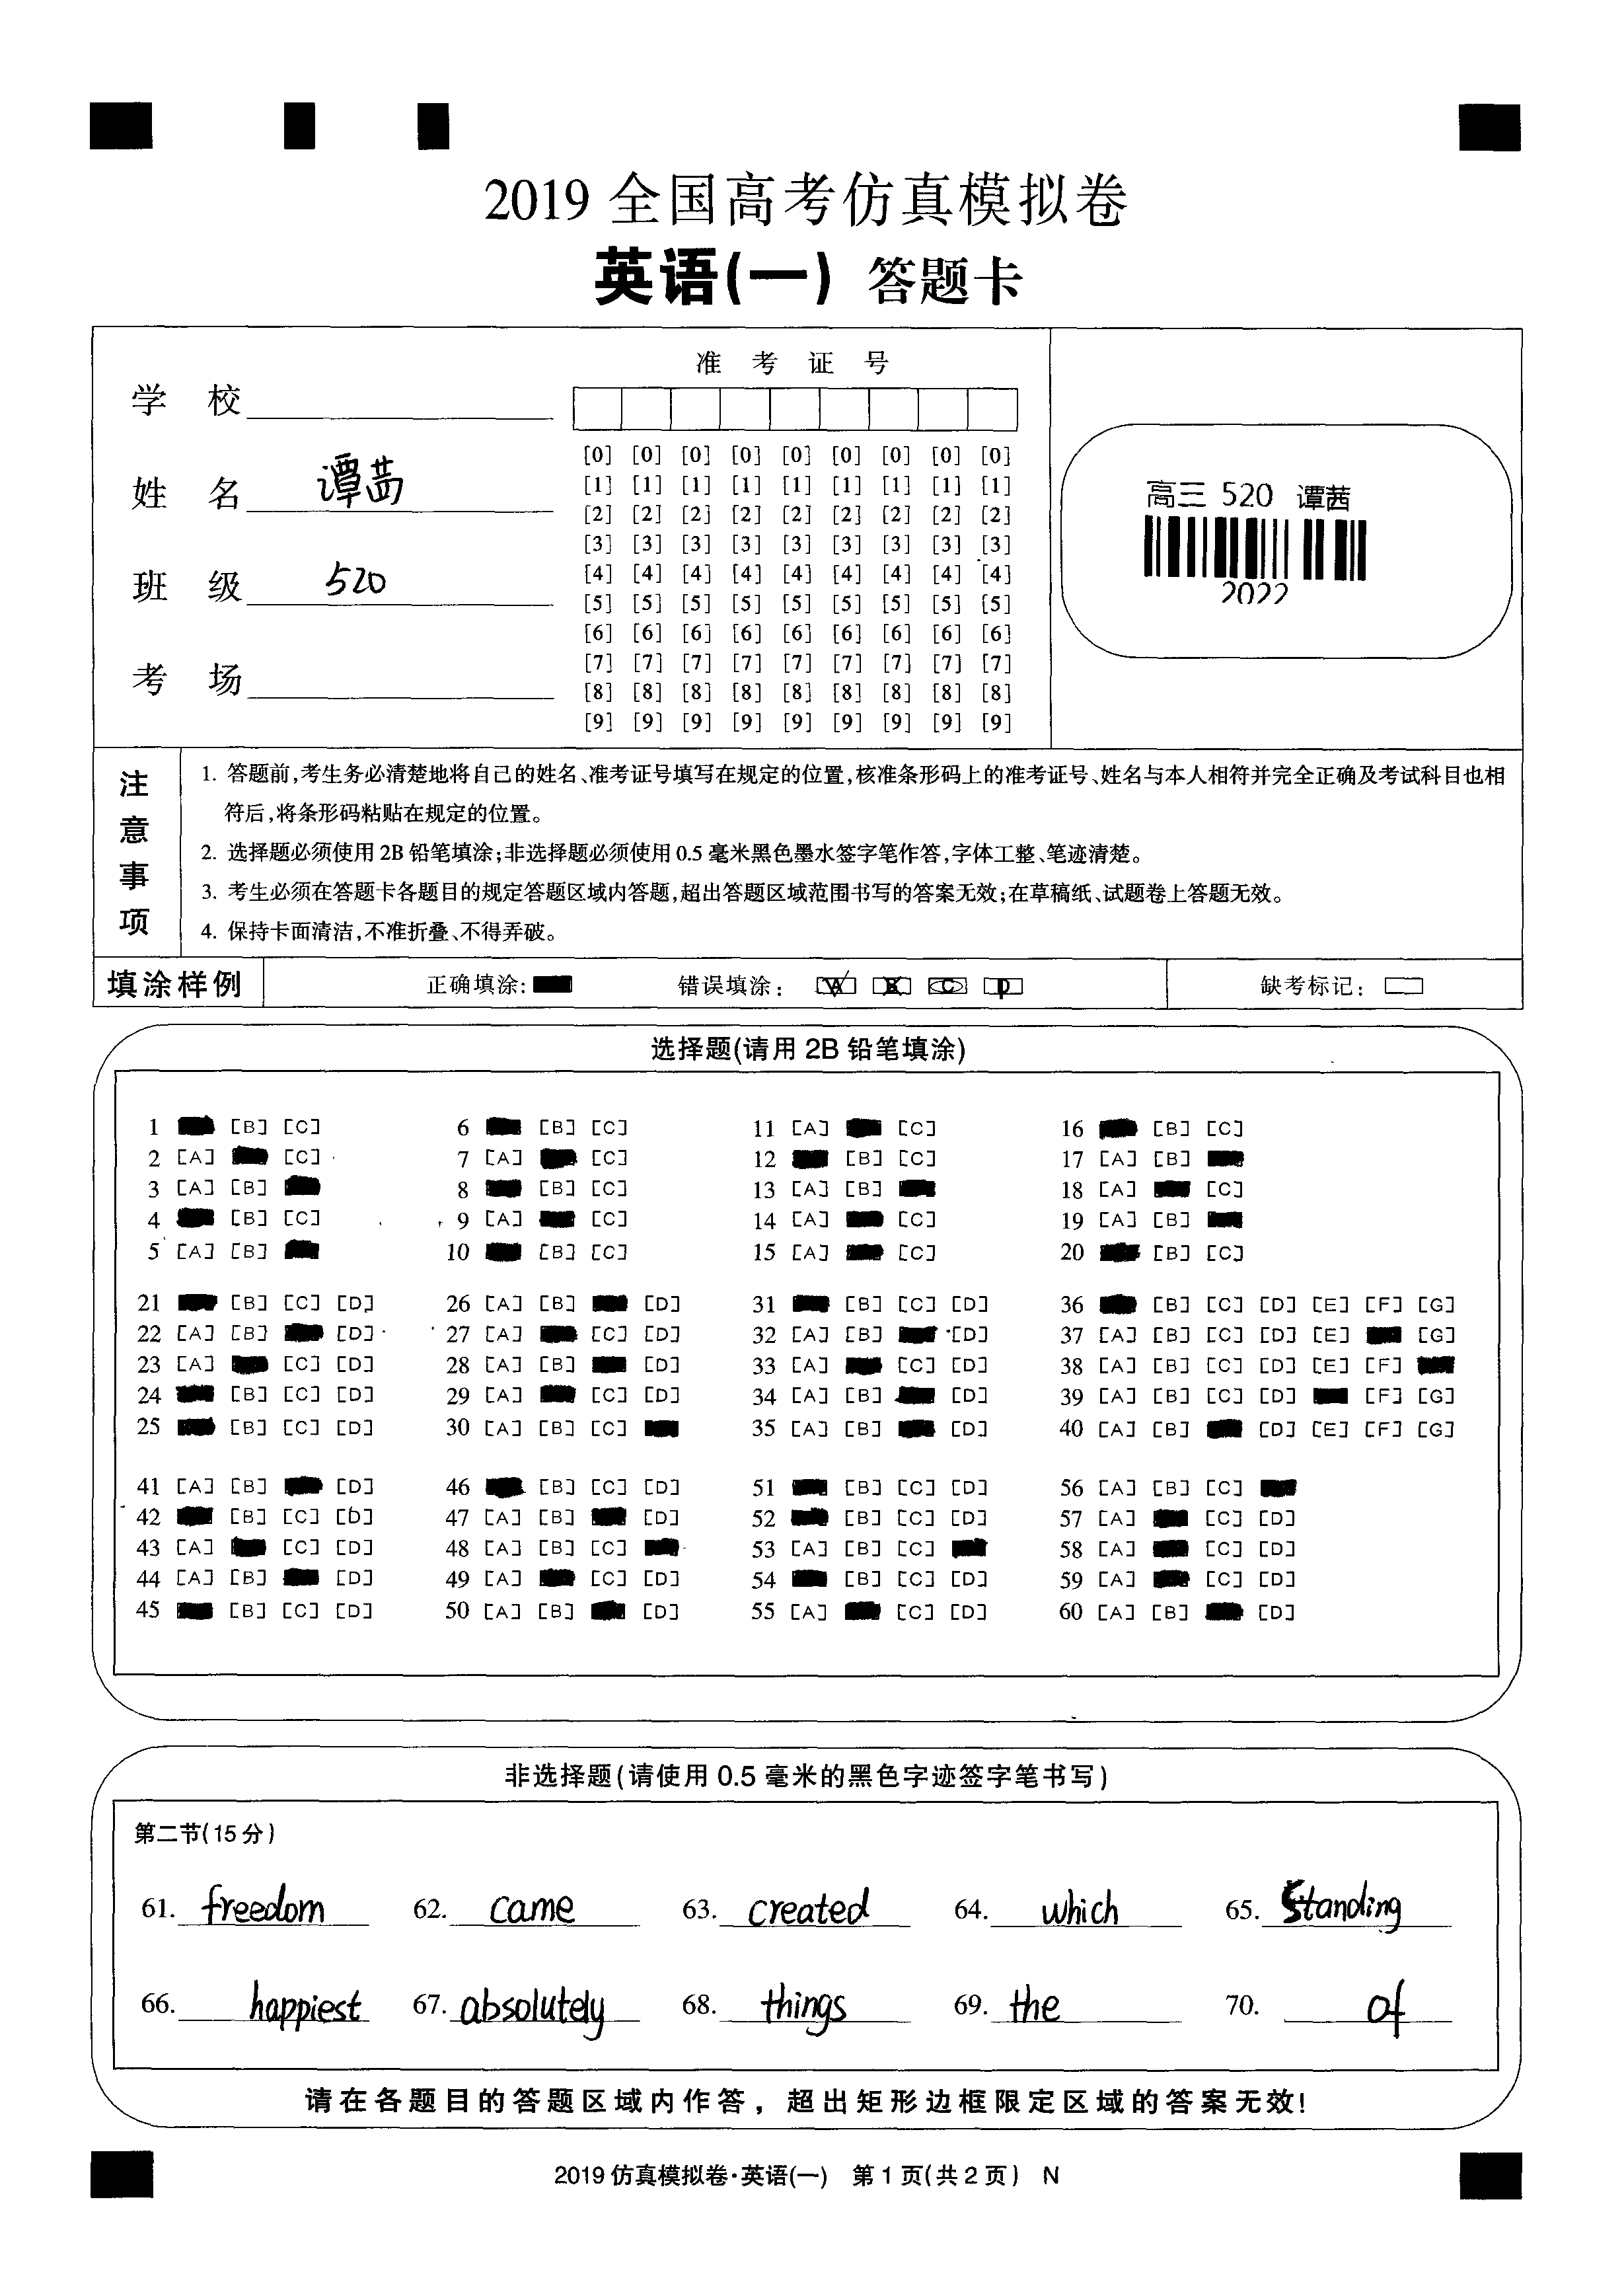 2019 全国高考仿真模拟卷
英语(一) 答题卡
准 考 证 号
学 校
姓 名 谭茜
班 级 520
考 场
[0] [0] [0] [0] [0] [0] [0] [0] [0]
[1] [1] [1] [1] [1] [1] [1] [1] [1]
[2] [2] [2] [2] [2] [2] [2] [2] [2]
[3] [3] [3] [3] [3] [3] [3] [3] [3]
[4] [4] [4] [4] [4] [4] [4] [4] [4]
[5] [5] [5] [5] [5] [5] [5] [5] [5]
[6] [6] [6] [6] [6] [6] [6] [6] [6]
[7] [7] [7] [7] [7] [7] [7] [7] [7]
[8] [8] [8] [8] [8] [8] [8] [8] [8]
[9] [9] [9] [9] [9] [9] [9] [9] [9]
高三 520 谭茜
2022
注意事项
1. 答题前,考生务必清楚地将自己的姓名、准考证号填写在规定的位置,核准条形码上的准考证号、姓名与本人相符并完全正确及考试科目也相
符后,将条形码粘贴在规定的位置。
2. 选择题必须使用 2B 铅笔填涂;非选择题必须使用 0.5 毫米黑色墨水签字笔作答,字体工整、笔迹清楚。
3. 考生必须在答题卡各题目的规定答题区域内答题,超出答题区域范围书写的答案无效;在草稿纸、试题卷上答题无效。
4. 保持卡面清洁,不准折叠、不得弄破。
填涂样例 正确填涂: 错误填涂: A B C D 缺考标记:
选择题(请用 2B 铅笔填涂)
1 [B] [C] 6 [B] [C] 11 [A] [C] 16 [B] [C]
2 [A] [C] 7 [A] [C] 12 [B] [C] 17 [A] [B]
3 [A] [B] 8 [B] [C] 13 [A] [B] 18 [A] [C]
4 [B] [C] 9 [A] [C] 14 [A] [C] 19 [A] [B]
5 [A] [B] 10 [B] [C] 15 [A] [C] 20 [B] [C]
21 [B] [C] [D] 26 [A] [B] [D] 31 [B] [C] [D] 36 [B] [C] [D] [E] [F] [G]
22 [A] [B] [D] 27 [A] [C] [D] 32 [A] [B] [D] 37 [A] [B] [C] [D] [E] [G]
23 [A] [C] [D] 28 [A] [B] [D] 33 [A] [C] [D] 38 [A] [B] [C] [D] [E] [F]
24 [B] [C] [D] 29 [A] [C] [D] 34 [A] [B] [D] 39 [A] [B] [C] [D] [F] [G]
25 [B] [C] [D] 30 [A] [B] [C] 35 [A] [B] [D] 40 [A] [B] [D] [E] [F] [G]
41 [A] [B] [D] 46 [B] [C] [D] 51 [B] [C] [D] 56 [A] [B] [C]
42 [B] [C] [D] 47 [A] [B] [D] 52 [B] [C] [D] 57 [A] [C] [D]
43 [A] [C] [D] 48 [A] [B] [C] 53 [A] [B] [C] 58 [A] [C] [D]
44 [A] [B] [D] 49 [A] [C] [D] 54 [B] [C] [D] 59 [A] [C] [D]
45 [B] [C] [D] 50 [A] [B] [D] 55 [A] [C] [D] 60 [A] [B] [D]
非选择题(请使用 0.5 毫米的黑色字迹签字笔书写)
第二节(15 分)
61. freedom 62. came 63. created 64. which 65. Standing
66. happiest 67. absolutely 68. things 69. the 70. of
请在各题目的答题区域内作答，超出矩形边框限定区域的答案无效!
2019 仿真模拟卷·英语(一) 第 1 页(共 2 页) N